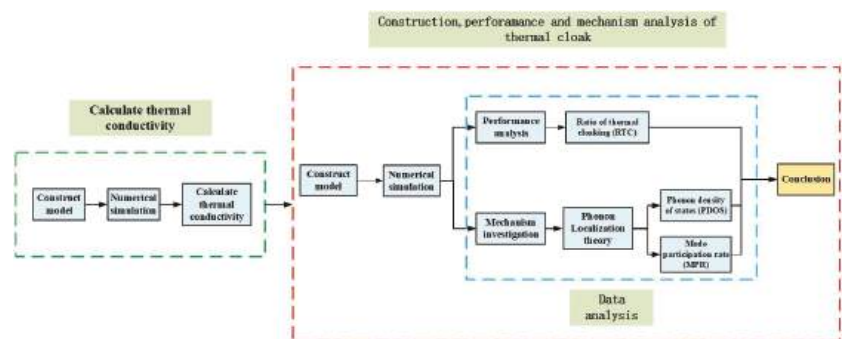 Construction,perforamance and mechanism analysis of
thermal cloak
Calculate thermal
conductivity
Construct
model
Numerical
simulation
Calculate
thermal
conductivity
Construct
model
Numerical
simulation
Performance
analysis
Ratio of thermal
cloaking (RTC)
Mechanism
investigation
Phonon
Localization
theory
Phonon density
of states (PDOS)
Mode
participation rate
(MPR)
Conclusion
Data
analysis